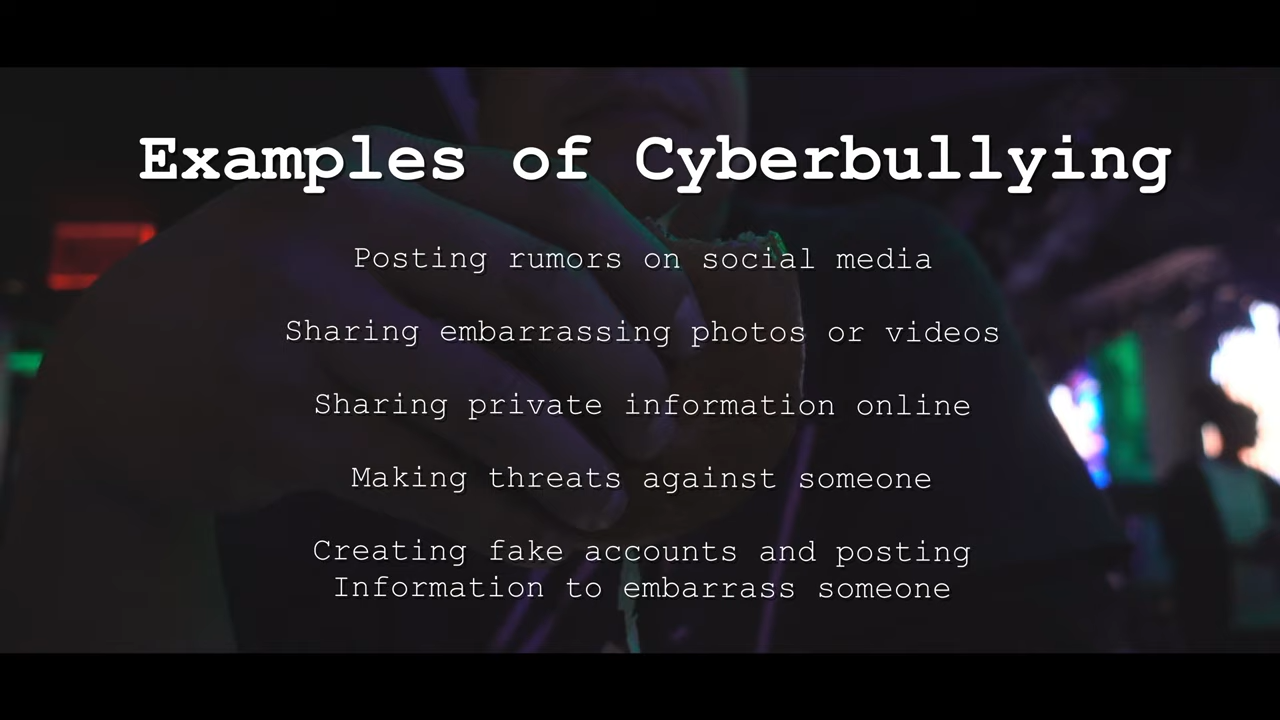 Examples of Cyberbullying
Posting rumors on social media
Sharing embarrassing photos or videos
Sharing private information online
Making threats against someone
Creating fake accounts and posting
Information to embarrass someone